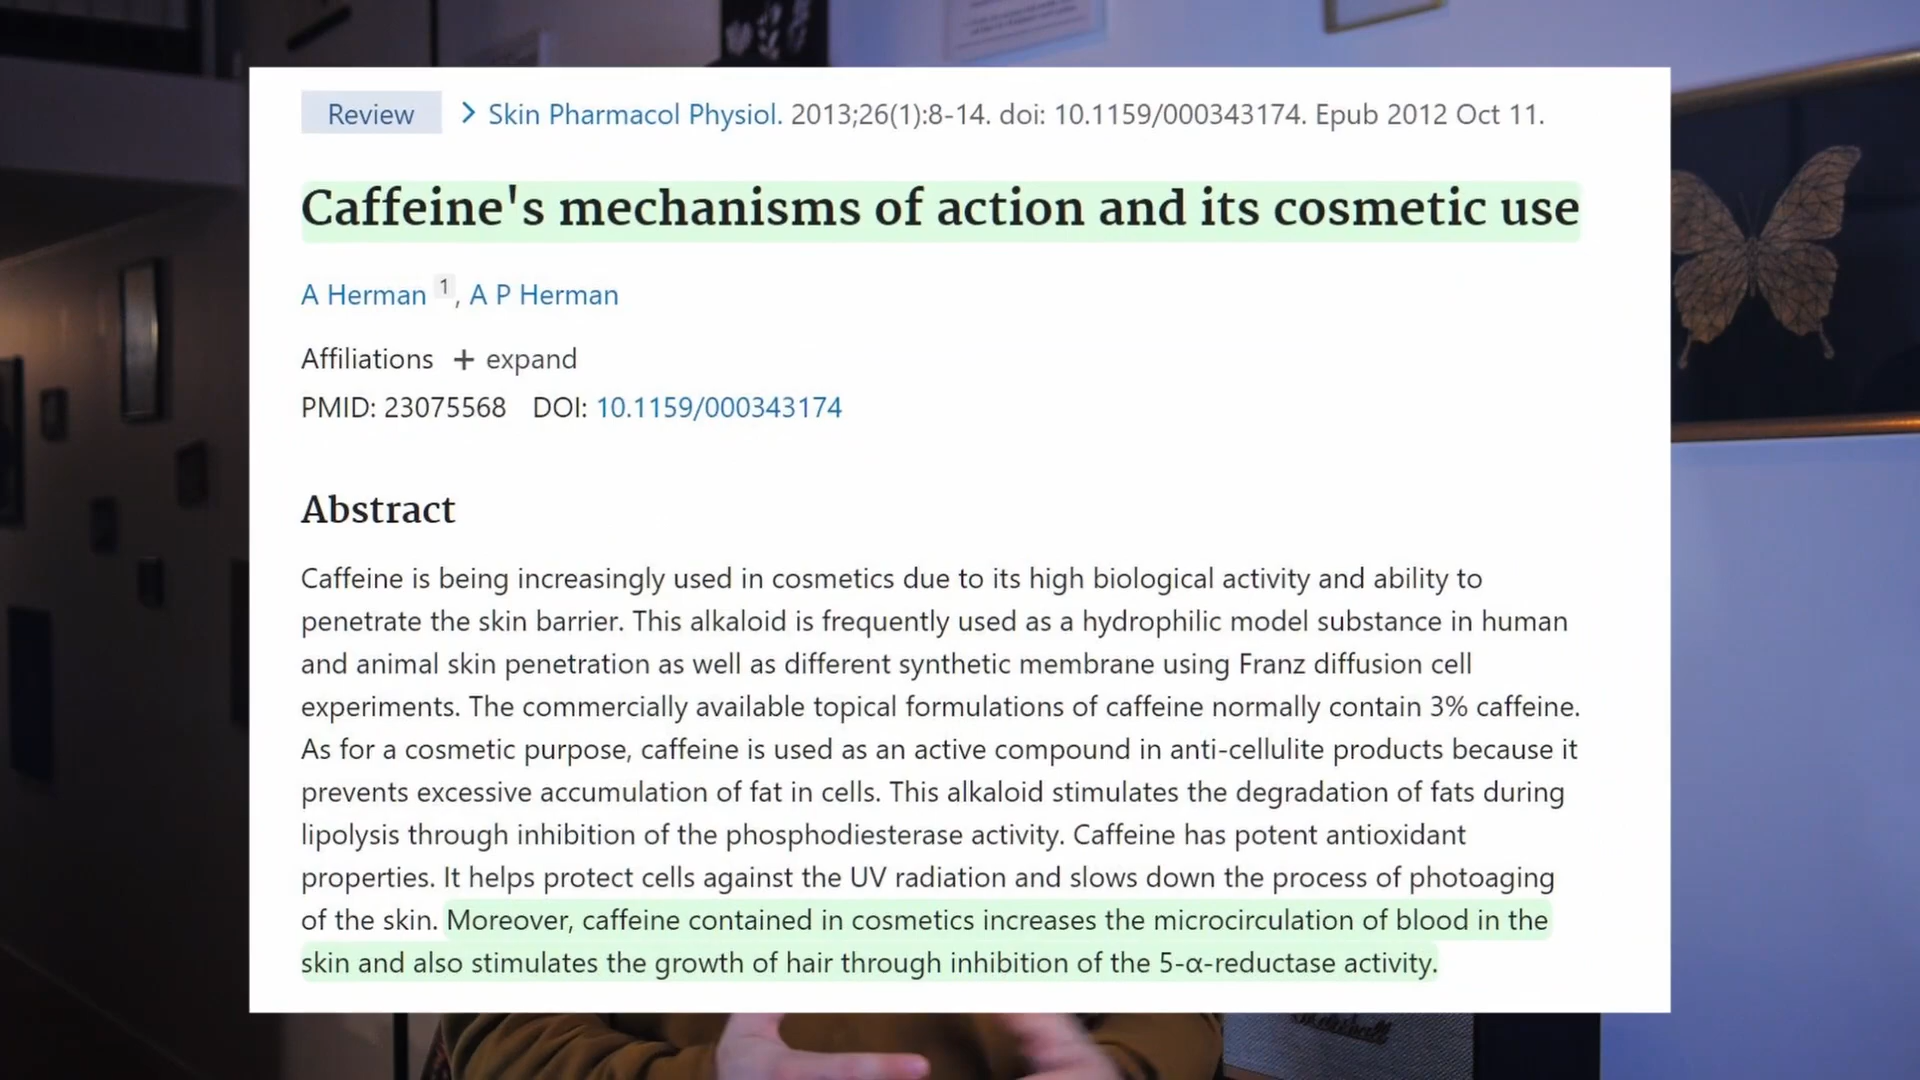 Review > Skin Pharmacol Physiol. 2013;26(1):8-14. doi: 10.1159/000343174. Epub 2012 Oct 11.
Caffeine's mechanisms of action and its cosmetic use
A Herman 1, A P Herman
Affiliations + expand
PMID: 23075568 DOI: 10.1159/000343174
Abstract
Caffeine is being increasingly used in cosmetics due to its high biological activity and ability to
penetrate the skin barrier. This alkaloid is frequently used as a hydrophilic model substance in human
and animal skin penetration as well as different synthetic membrane using Franz diffusion cell
experiments. The commercially available topical formulations of caffeine normally contain 3% caffeine.
As for a cosmetic purpose, caffeine is used as an active compound in anti-cellulite products because it
prevents excessive accumulation of fat in cells. This alkaloid stimulates the degradation of fats during
lipolysis through inhibition of the phosphodiesterase activity. Caffeine has potent antioxidant
properties. It helps protect cells against the UV radiation and slows down the process of photoaging
of the skin. Moreover, caffeine contained in cosmetics increases the microcirculation of blood in the
skin and also stimulates the growth of hair through inhibition of the 5-α-reductase activity.